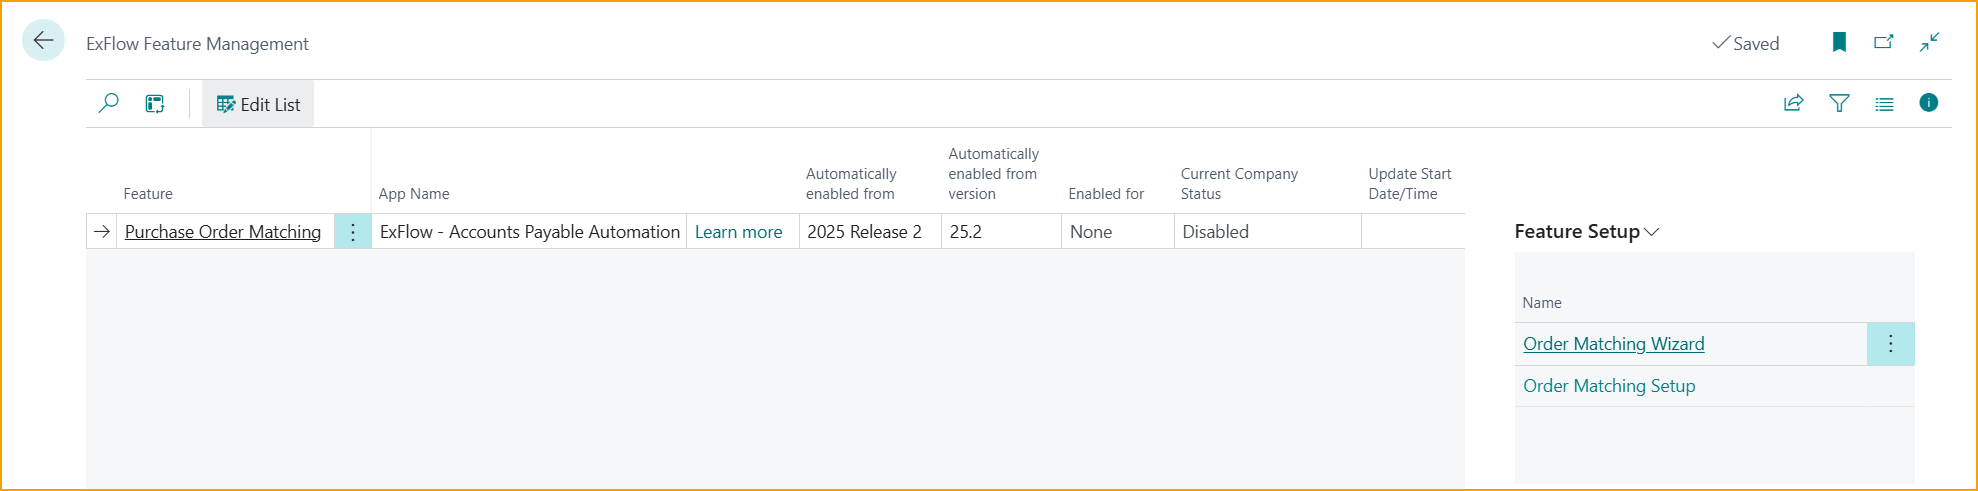 ExFlow Feature Management
Saved
Edit List
Feature
App Name
Automatically enabled from
Automatically enabled from version
Enabled for
Current Company Status
Update Start Date/Time
Purchase Order Matching
ExFlow - Accounts Payable Automation
Learn more
2025 Release 2
25.2
None
Disabled
Feature Setup
Name
Order Matching Wizard
Order Matching Setup